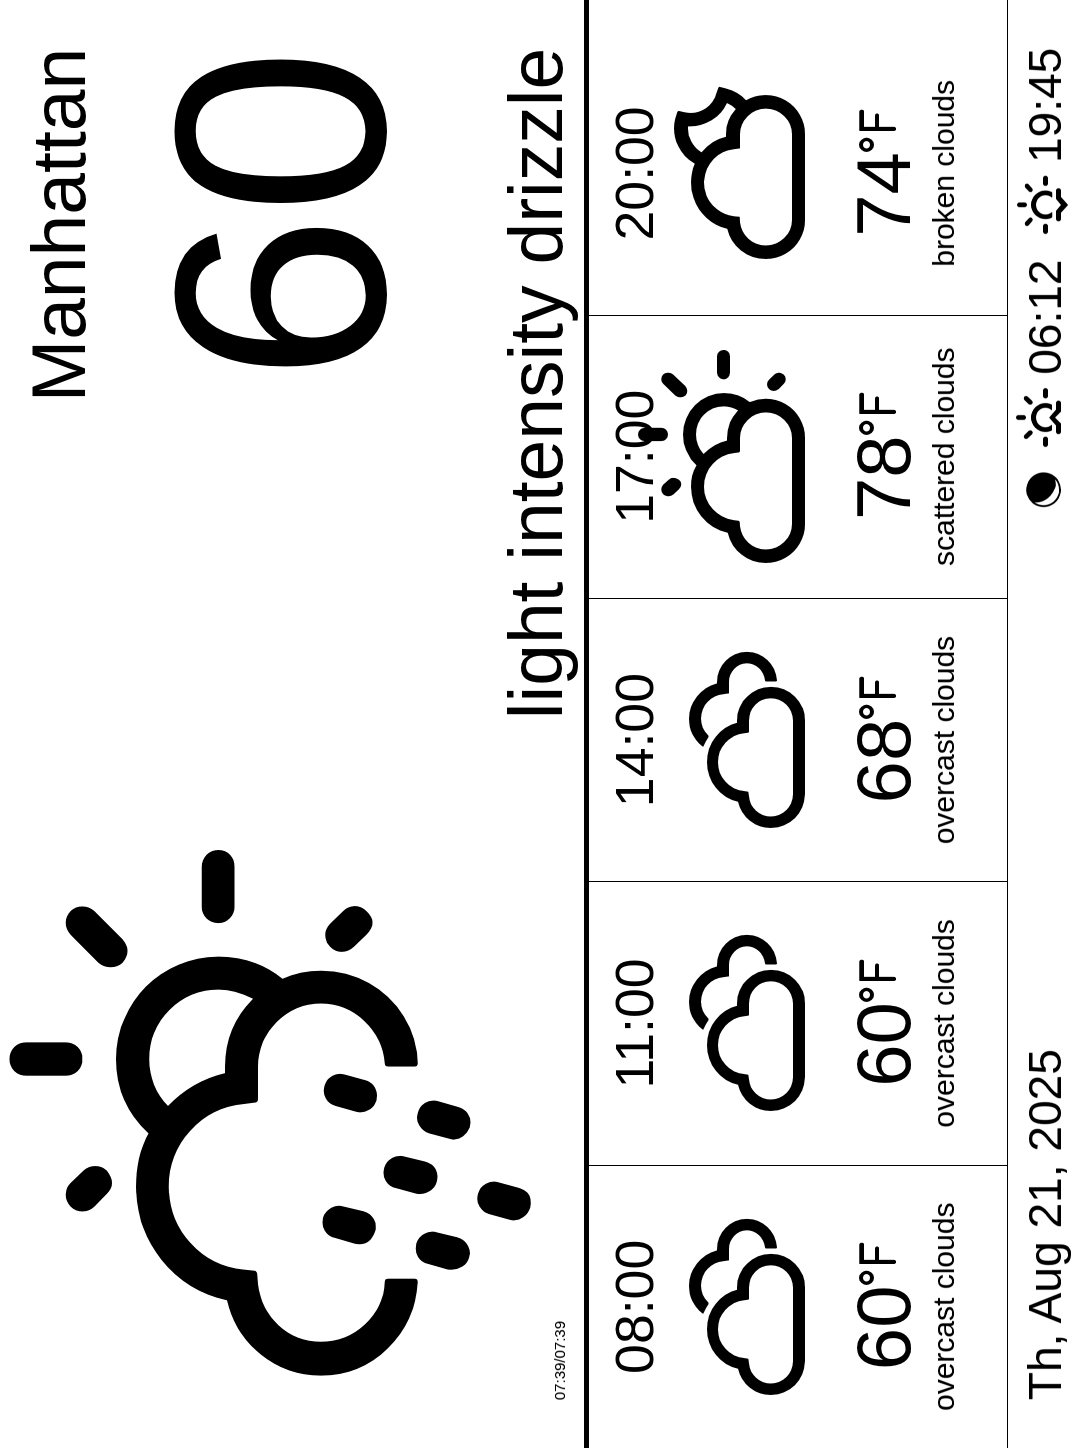 Manhattan
60
light intensity drizzle
07:39/07:39
08:00
60°F
overcast clouds
11:00
60°F
overcast clouds
14:00
68°F
overcast clouds
17:00
78°F
scattered clouds
20:00
74°F
broken clouds
Th, Aug 21, 2025
06:12 19:45